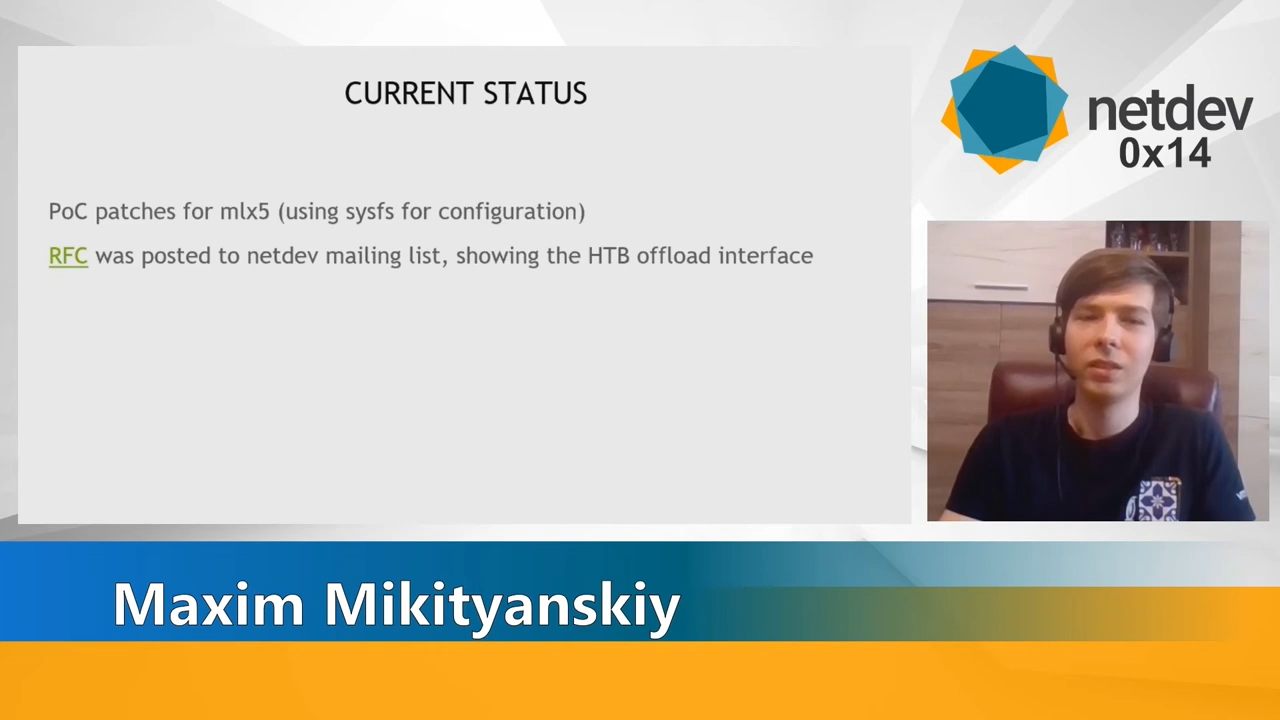 CURRENT STATUS
PoC patches for mlx5 (using sysfs for configuration)
RFC was posted to netdev mailing list, showing the HTB offload interface
netdev
0x14
Maxim Mikityanskiy